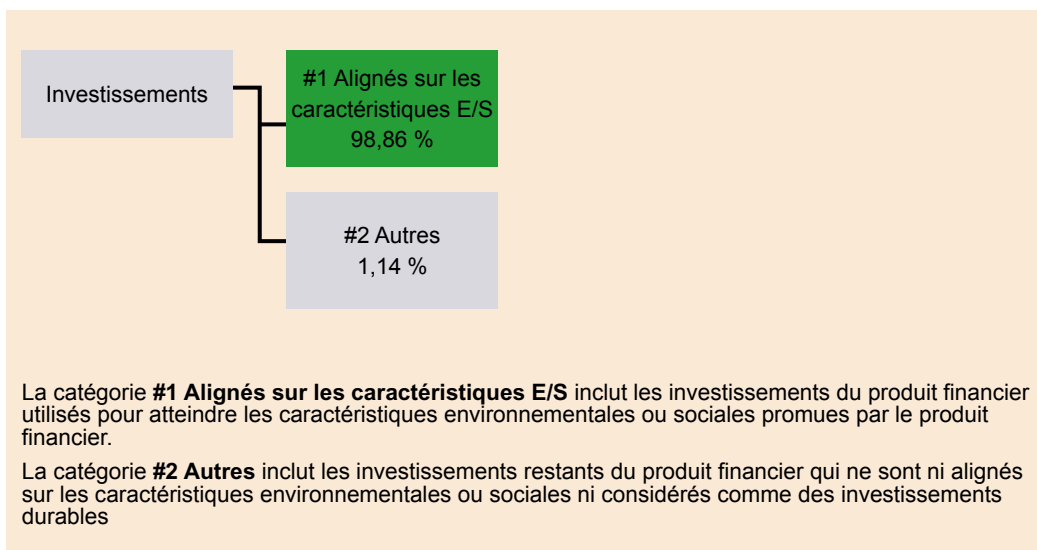 Investissements
#1 Alignés sur les
caractéristiques E/S
98,86 %
#2 Autres
1,14 %
La catégorie #1 Alignés sur les caractéristiques E/S inclut les investissements du produit financier
utilisés pour atteindre les caractéristiques environnementales ou sociales promues par le produit
financier.
La catégorie #2 Autres inclut les investissements restants du produit financier qui ne sont ni alignés
sur les caractéristiques environnementales ou sociales ni considérés comme des investissements
durables